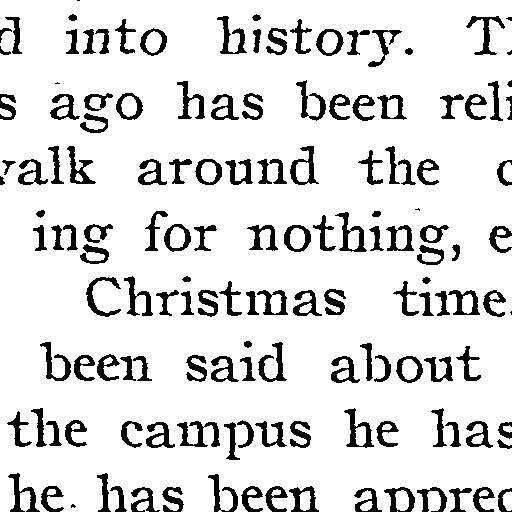 d into history. Th
s ago has been reli
walk around the c
ing for nothing, e
Christmas time.
been said about
the campus he has
he has been apprec